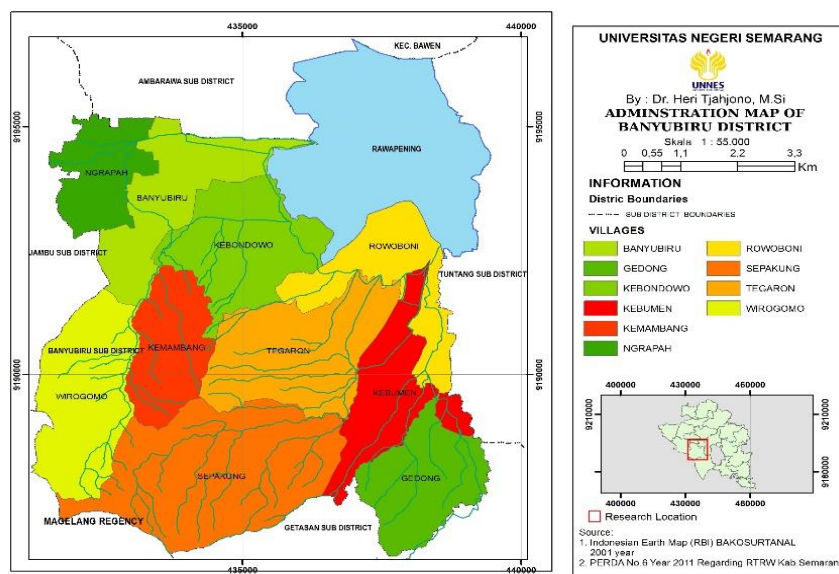 435000
440000
KEC. BAWEN
AMBARAWA SUB DISTRICT
9195000
9195000
RAWAPENING
NGRAPAH
BANYUBIRU
KEBONDOWO
ROWOBONI
JAMBU SUB DISTRICT
TUNTANG SUB DISTRICT
BANYUBIRU SUB DISTRICT
KEMAMBANG
TEGARON
9190000
9190000
WIROGOMO
KEBUMEN
SEPAKUNG
GEDONG
MAGELANG REGENCY
GETASAN SUB DISTRICT
435000
440000
UNIVERSITAS NEGERI SEMARANG
UNNES
By : Dr. Heri Tjahjono, M.Si
ADMINSTRATION MAP OF
BANYUBIRU DISTRICT
Skala 1 : 55.000
0 0,55 1,1 2,2 3,3
Km
INFORMATION
Distric Boundaries
SUB DISTRICT BOUNDARIES
VILLAGES
BANYUBIRU
GEDONG
KEBONDOWO
KEBUMEN
KEMAMBANG
NGRAPAH
ROWOBONI
SEPAKUNG
TEGARON
WIROGOMO
400000 430000 460000
9210000
9210000
9180000
9180000
400000 430000 460000
Research Location
Source:
1. Indonesian Earth Map (RBI) BAKOSURTANAL
2001 year
2. PERDA No.6 Year 2011 Regarding RTRW Kab.Semarang